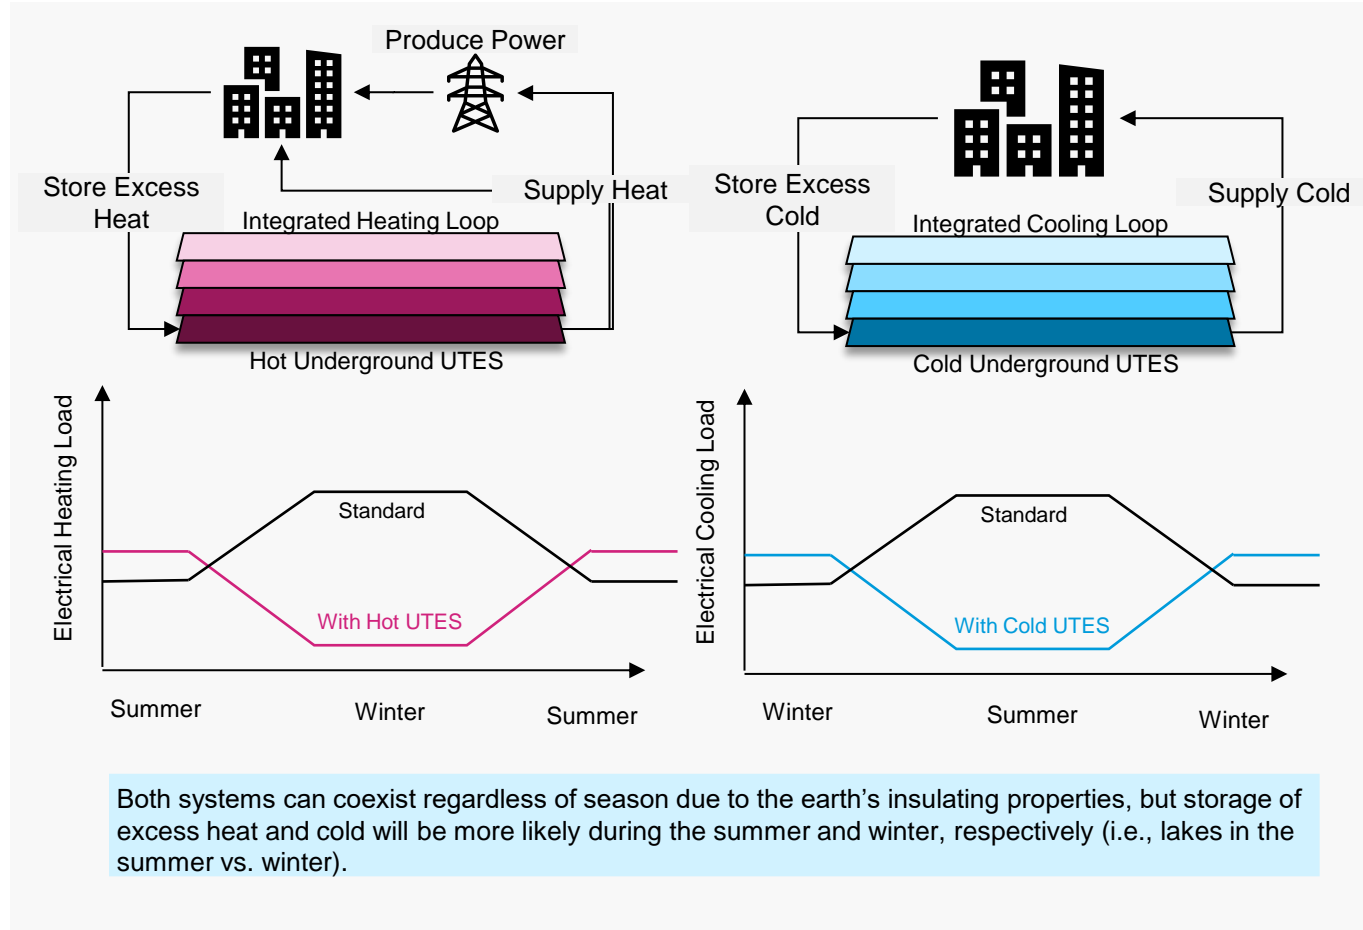 Produce Power
Store Excess
Heat
Supply Heat
Integrated Heating Loop
Hot Underground UTES
Store Excess
Cold
Supply Cold
Integrated Cooling Loop
Cold Underground UTES
Electrical Heating Load
Standard
With Hot UTES
Summer
Winter
Summer
Electrical Cooling Load
Standard
With Cold UTES
Winter
Summer
Winter
Both systems can coexist regardless of season due to the earth’s insulating properties, but storage of
excess heat and cold will be more likely during the summer and winter, respectively (i.e., lakes in the
summer vs. winter).